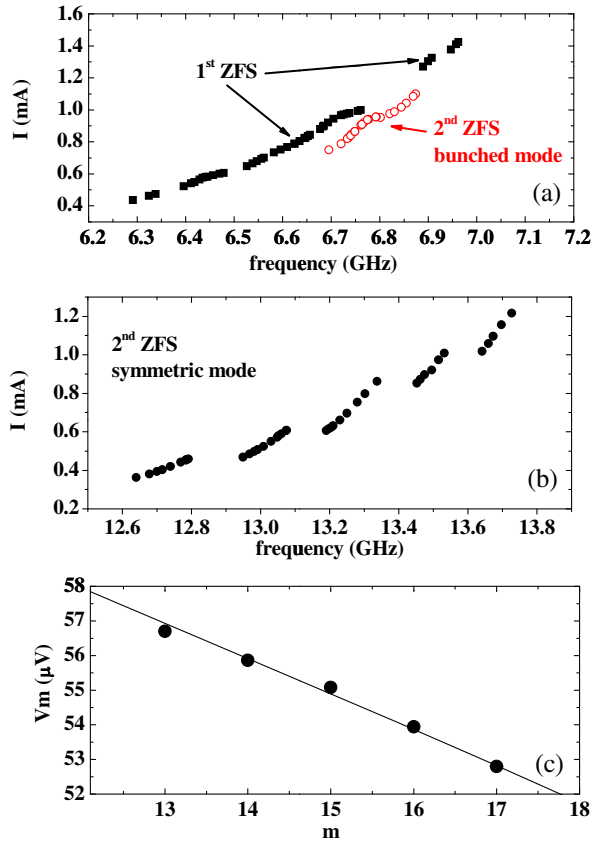 1.6
1.4
1.2
1.0
0.8
0.6
0.4
I (mA)
1st ZFS
2nd ZFS
bunched mode
(a)
6.2 6.3 6.4 6.5 6.6 6.7 6.8 6.9 7.0 7.1 7.2
frequency (GHz)
1.2
1.0
0.8
0.6
0.4
0.2
I (mA)
2nd ZFS
symmetric mode
(b)
12.6 12.8 13.0 13.2 13.4 13.6 13.8
frequency (GHz)
58
57
56
55
54
53
52
Vm (μV)
(c)
13 14 15 16 17 18
m